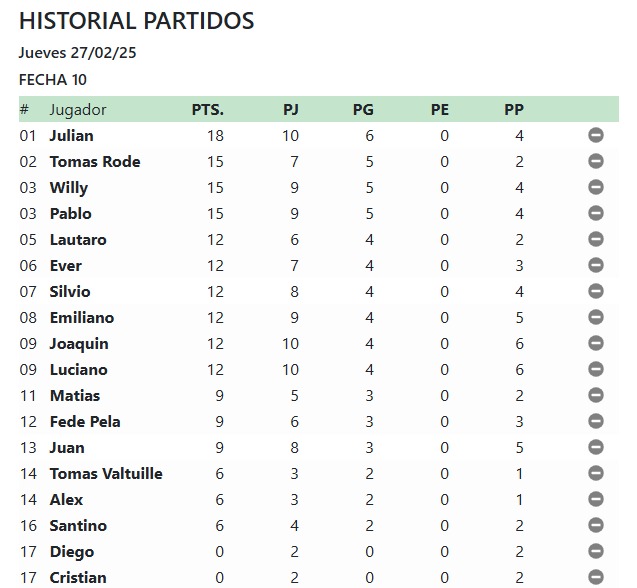 HISTORIAL PARTIDOS
Jueves 27/02/25
FECHA 10
# Jugador PTS. PJ PG PE PP
01 Julian 18 10 6 0 4
02 Tomas Rode 15 7 5 0 2
03 Willy 15 9 5 0 4
03 Pablo 15 9 5 0 4
05 Lautaro 12 6 4 0 2
06 Ever 12 7 4 0 3
07 Silvio 12 8 4 0 4
08 Emiliano 12 9 4 0 5
09 Joaquin 12 10 4 0 6
09 Luciano 12 10 4 0 6
11 Matias 9 5 3 0 2
12 Fede Pela 9 6 3 0 3
13 Juan 9 8 3 0 5
14 Tomas Valtuille 6 3 2 0 1
14 Alex 6 3 2 0 1
16 Santino 6 4 2 0 2
17 Diego 0 2 0 0 2
17 Cristian 0 2 0 0 2